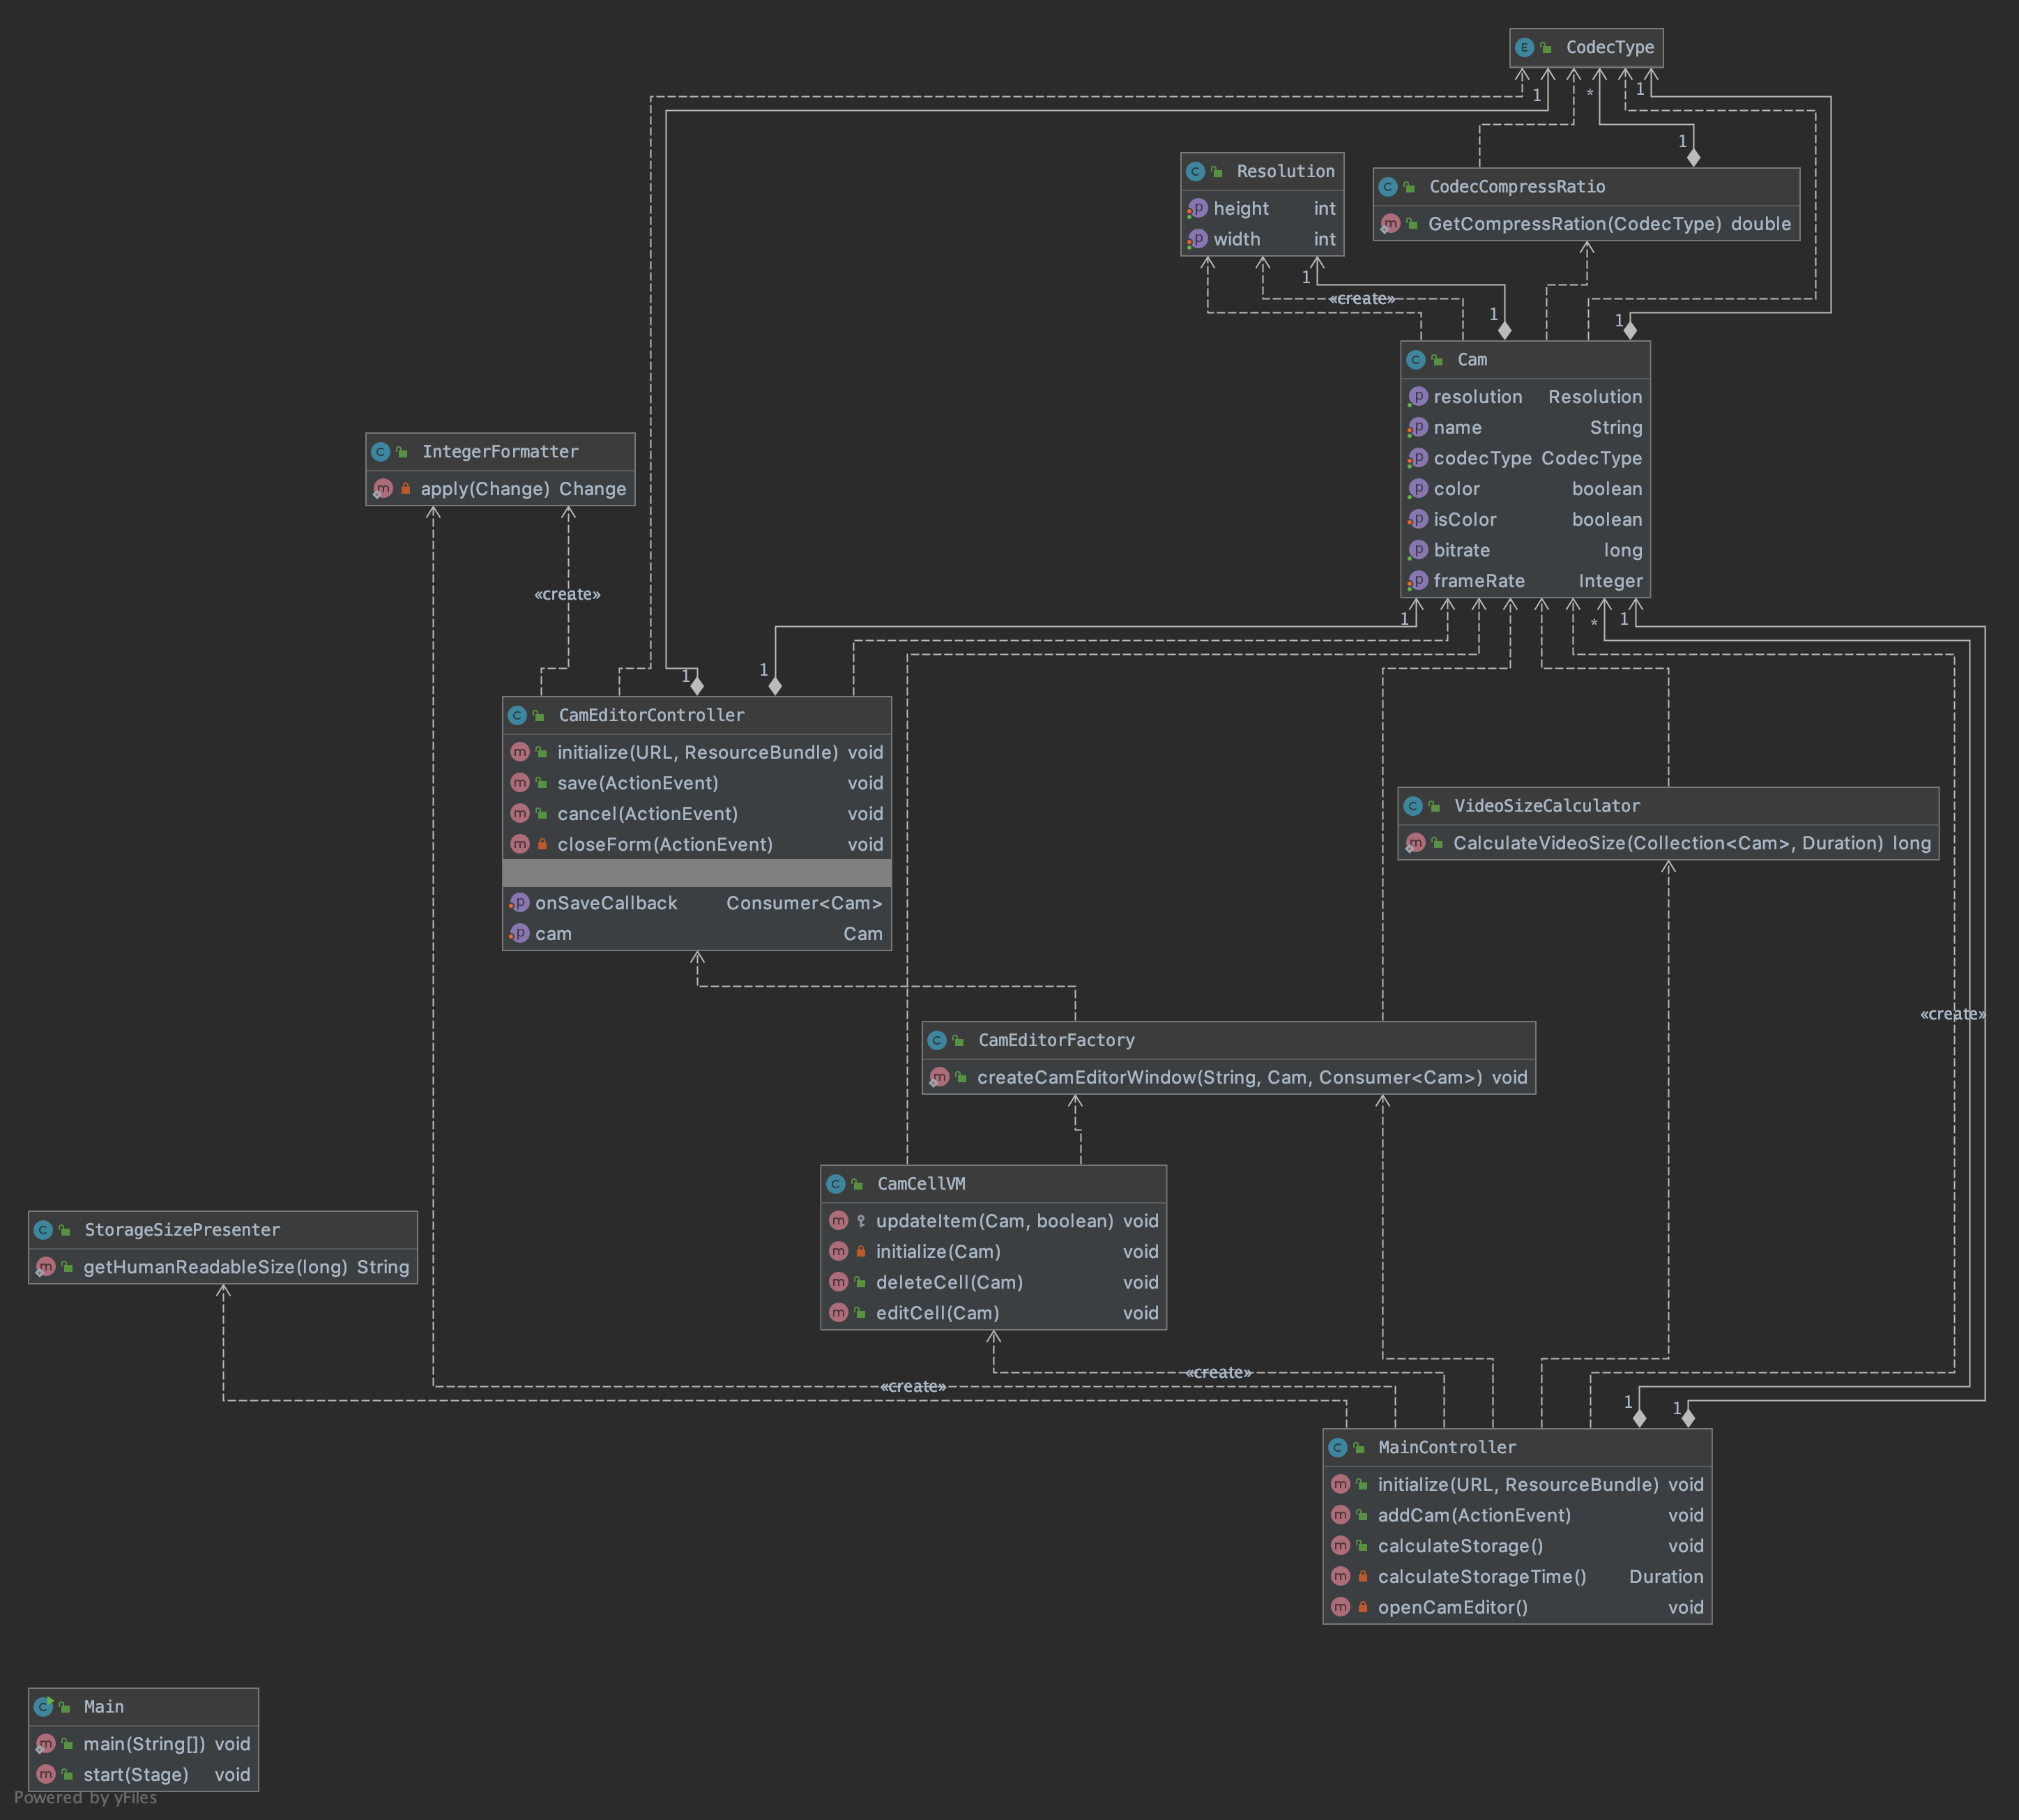 CodecType
1
*
1
1
Resolution
height int
width int
CodecCompressRatio
GetCompressRation(CodecType) double
1
«create»
1
1
Cam
resolution Resolution
name String
codecType CodecType
color boolean
isColor boolean
bitrate long
frameRate Integer
IntegerFormatter
apply(Change) Change
«create»
1
*
1
1
1
CamEditorController
initialize(URL, ResourceBundle) void
save(ActionEvent) void
cancel(ActionEvent) void
closeForm(ActionEvent) void
onSaveCallback Consumer<Cam>
cam Cam
VideoSizeCalculator
CalculateVideoSize(Collection<Cam>, Duration) long
«create»
CamEditorFactory
createCamEditorWindow(String, Cam, Consumer<Cam>) void
CamCellVM
updateItem(Cam, boolean) void
initialize(Cam) void
deleteCell(Cam) void
editCell(Cam) void
StorageSizePresenter
getHumanReadableSize(long) String
«create»
«create»
1
1
MainController
initialize(URL, ResourceBundle) void
addCam(ActionEvent) void
calculateStorage() void
calculateStorageTime() Duration
openCamEditor() void
Main
main(String[]) void
start(Stage) void
Powered by yFiles